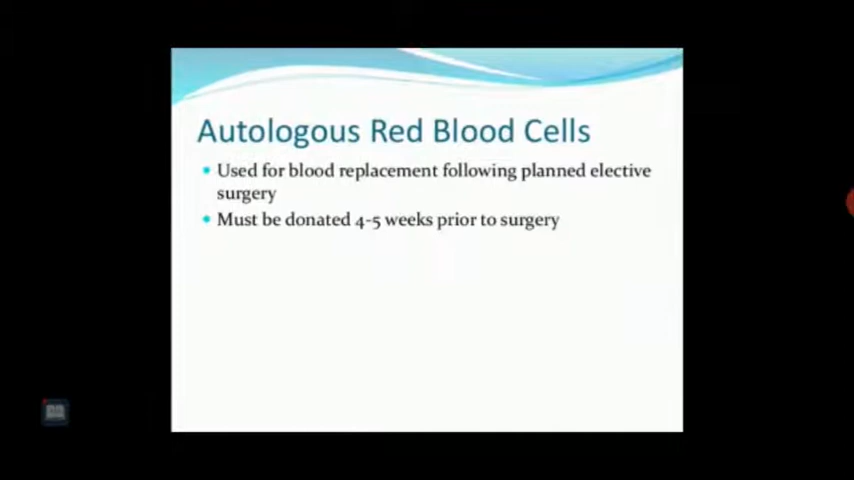 Autologous Red Blood Cells
• Used for blood replacement following planned elective
surgery
• Must be donated 4-5 weeks prior to surgery